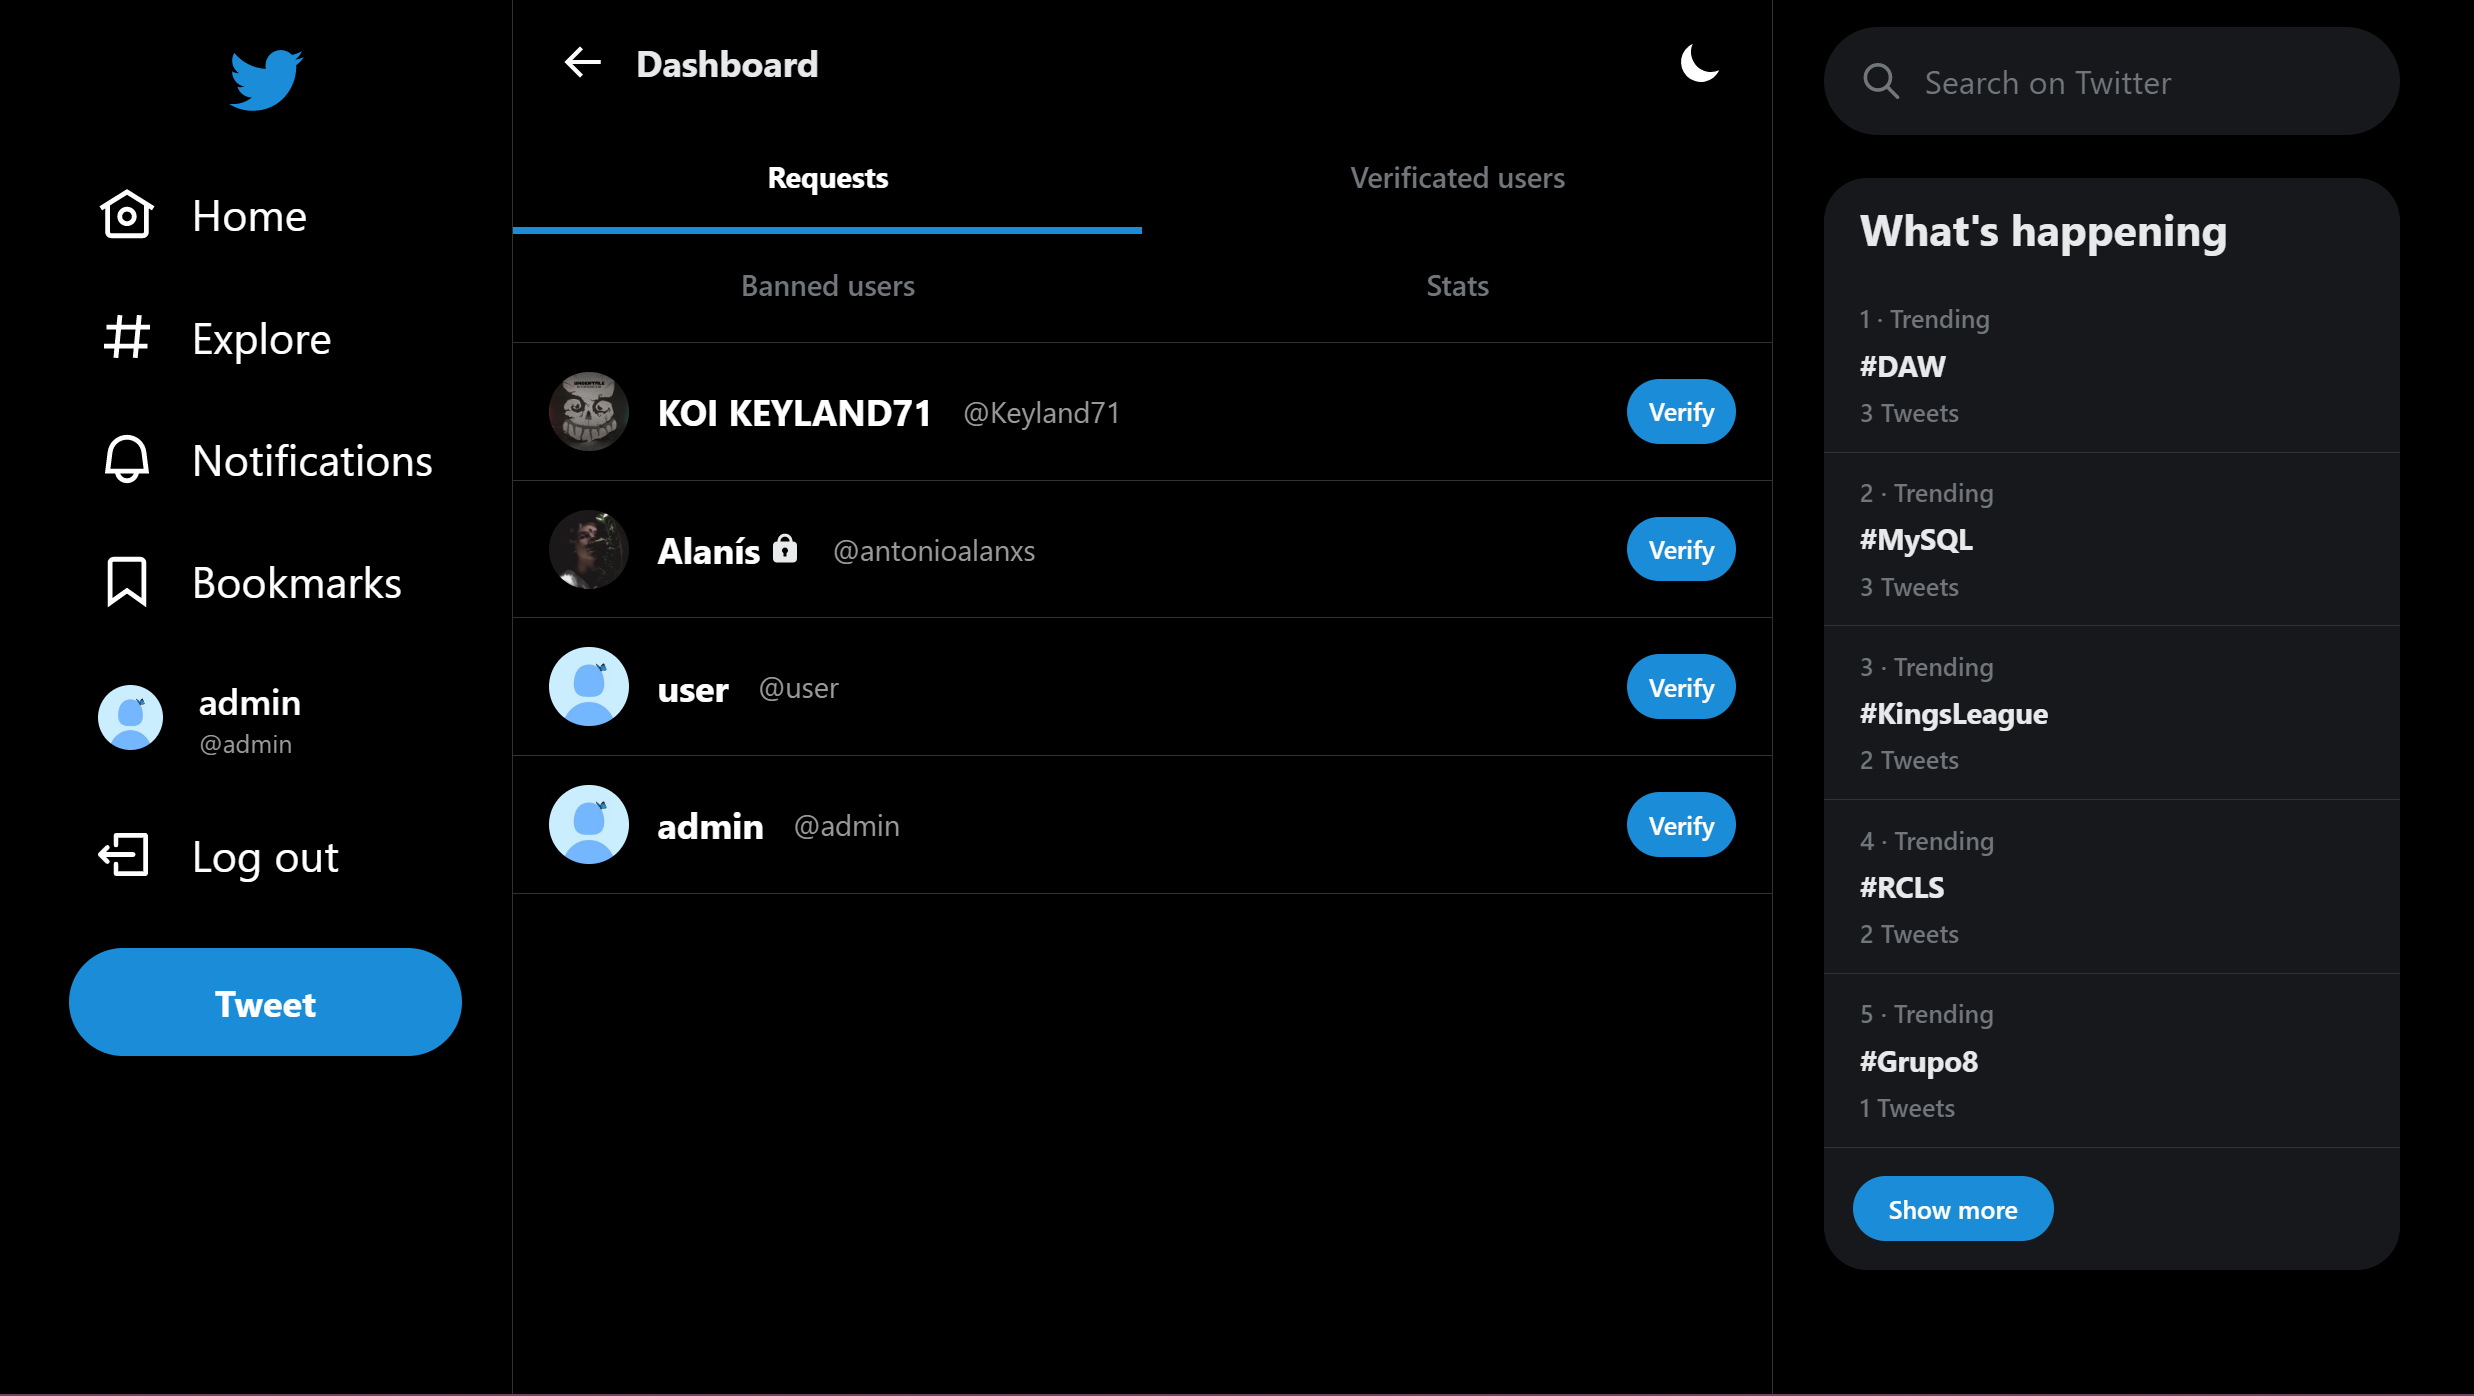 Home
Explore
Notifications
Bookmarks
admin
@admin
Log out
Tweet
Dashboard
Requests
Verificated users
Banned users
Stats
KOI KEYLAND71 @Keyland71 Verify
Alanís @antonioalanxs Verify
user @user Verify
admin @admin Verify
Search on Twitter
What's happening
1 · Trending
#DAW
3 Tweets
2 · Trending
#MySQL
3 Tweets
3 · Trending
#KingsLeague
2 Tweets
4 · Trending
#RCLS
2 Tweets
5 · Trending
#Grupo8
1 Tweets
Show more